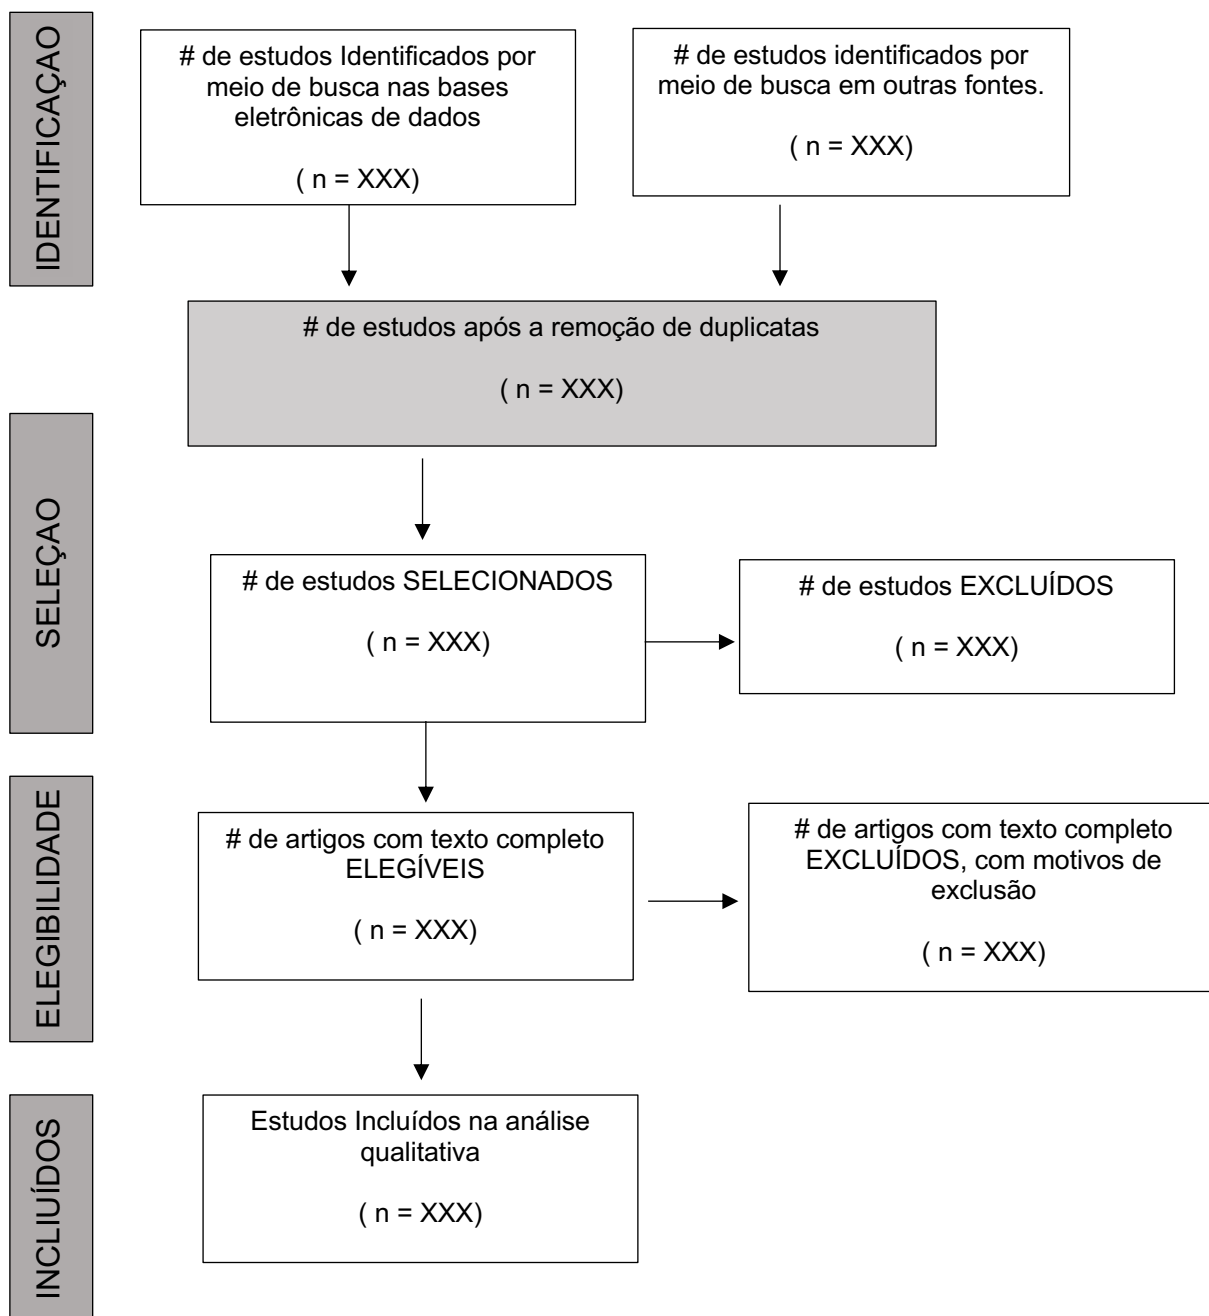 IDENTIFICAÇAO
# de estudos Identificados por
meio de busca nas bases
eletrônicas de dados
( n = XXX)
# de estudos identificados por
meio de busca em outras fontes.
( n = XXX)
# de estudos após a remoção de duplicatas
( n = XXX)
SELEÇAO
# de estudos SELECIONADOS
( n = XXX)
# de estudos EXCLUÍDOS
( n = XXX)
ELEGIBILIDADE
# de artigos com texto completo
ELEGÍVEIS
( n = XXX)
# de artigos com texto completo
EXCLUÍDOS, com motivos de
exclusão
( n = XXX)
INCLIUÍDOS
Estudos Incluídos na análise
qualitativa
( n = XXX)